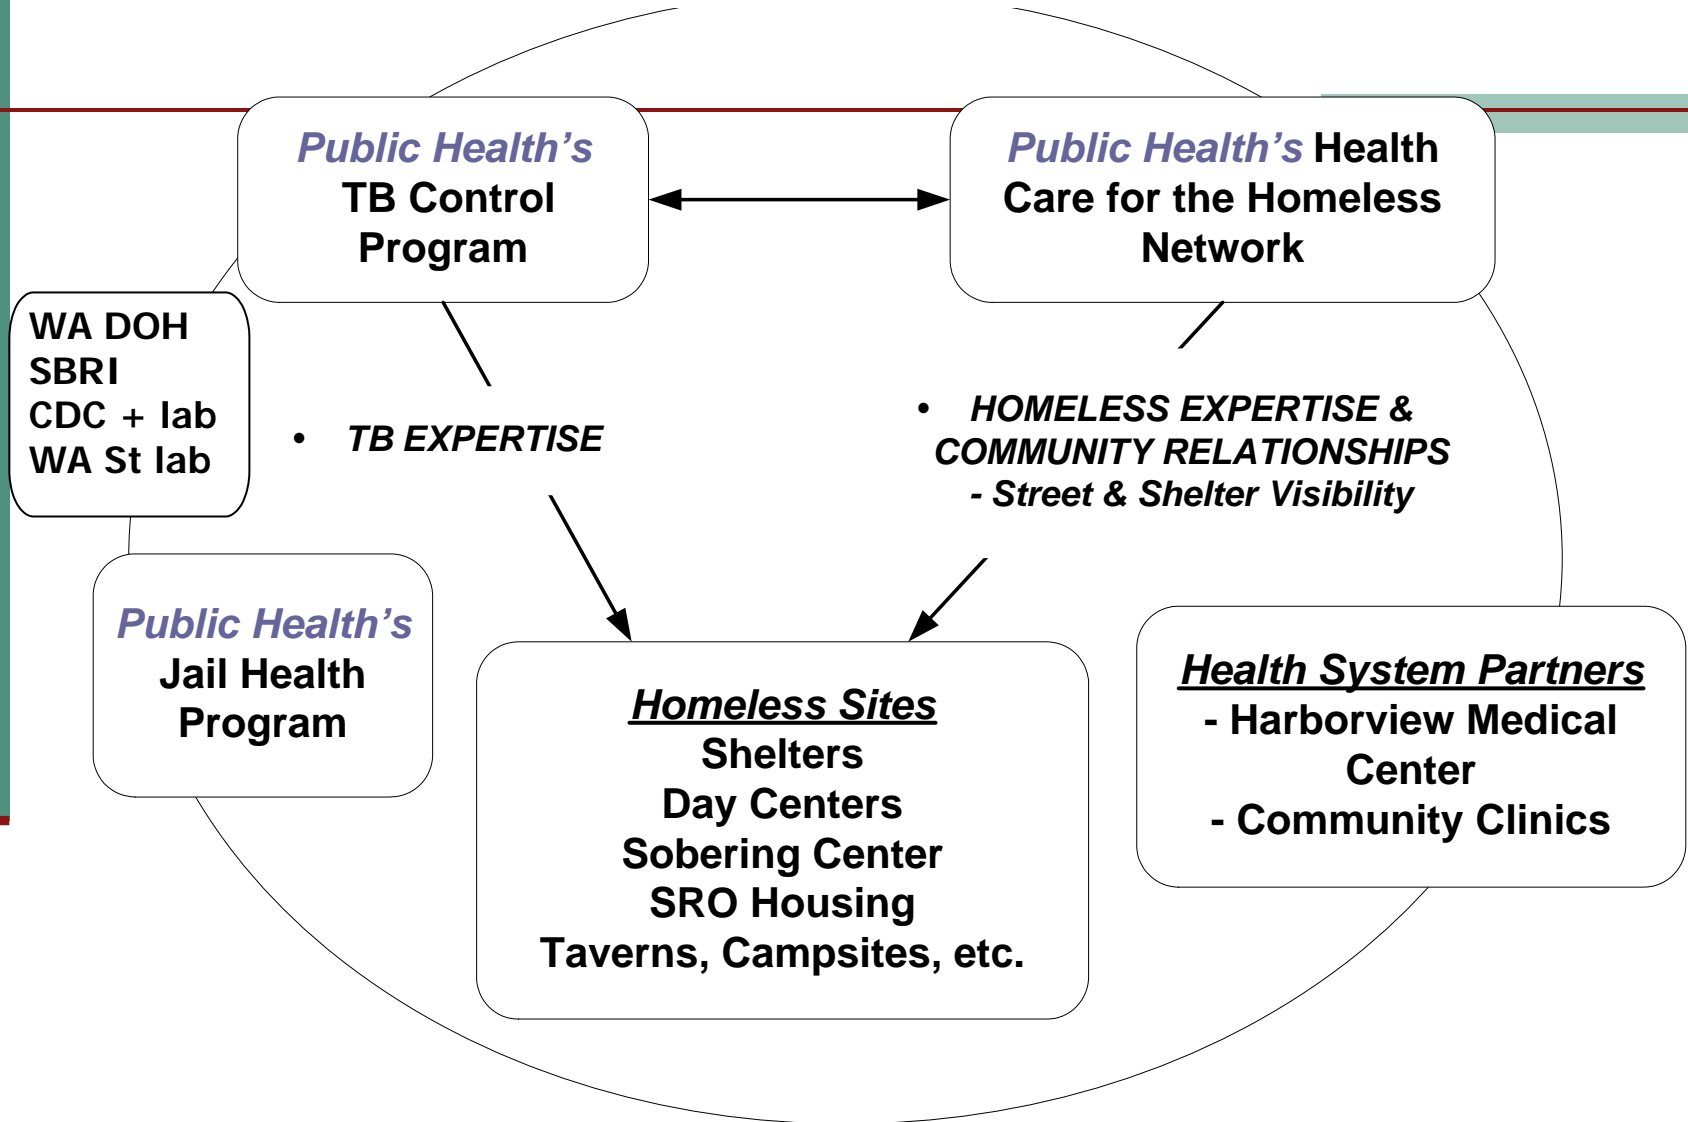 Public Health's
TB Control
Program
Public Health's Health
Care for the Homeless
Network
WA DOH
SBRI
CDC + lab
WA St lab
• TB EXPERTISE
• HOMELESS EXPERTISE &
COMMUNITY RELATIONSHIPS
- Street & Shelter Visibility
Public Health's
Jail Health
Program
Homeless Sites
Shelters
Day Centers
Sobering Center
SRO Housing
Taverns, Campsites, etc.
Health System Partners
- Harborview Medical
Center
- Community Clinics